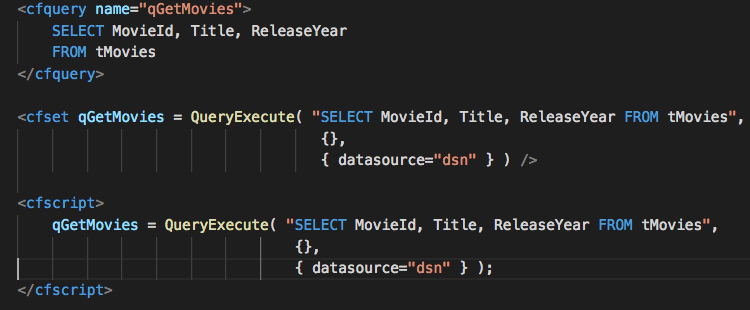 <cfquery name="qGetMovies">
    SELECT MovieId, Title, ReleaseYear
    FROM tMovies
</cfquery>

<cfset qGetMovies = QueryExecute( "SELECT MovieId, Title, ReleaseYear FROM tMovies",
                                   {},
                                   { datasource="dsn" } ) />

<cfscript>
    qGetMovies = QueryExecute( "SELECT MovieId, Title, ReleaseYear FROM tMovies",
                                {},
                                { datasource="dsn" } );
</cfscript>